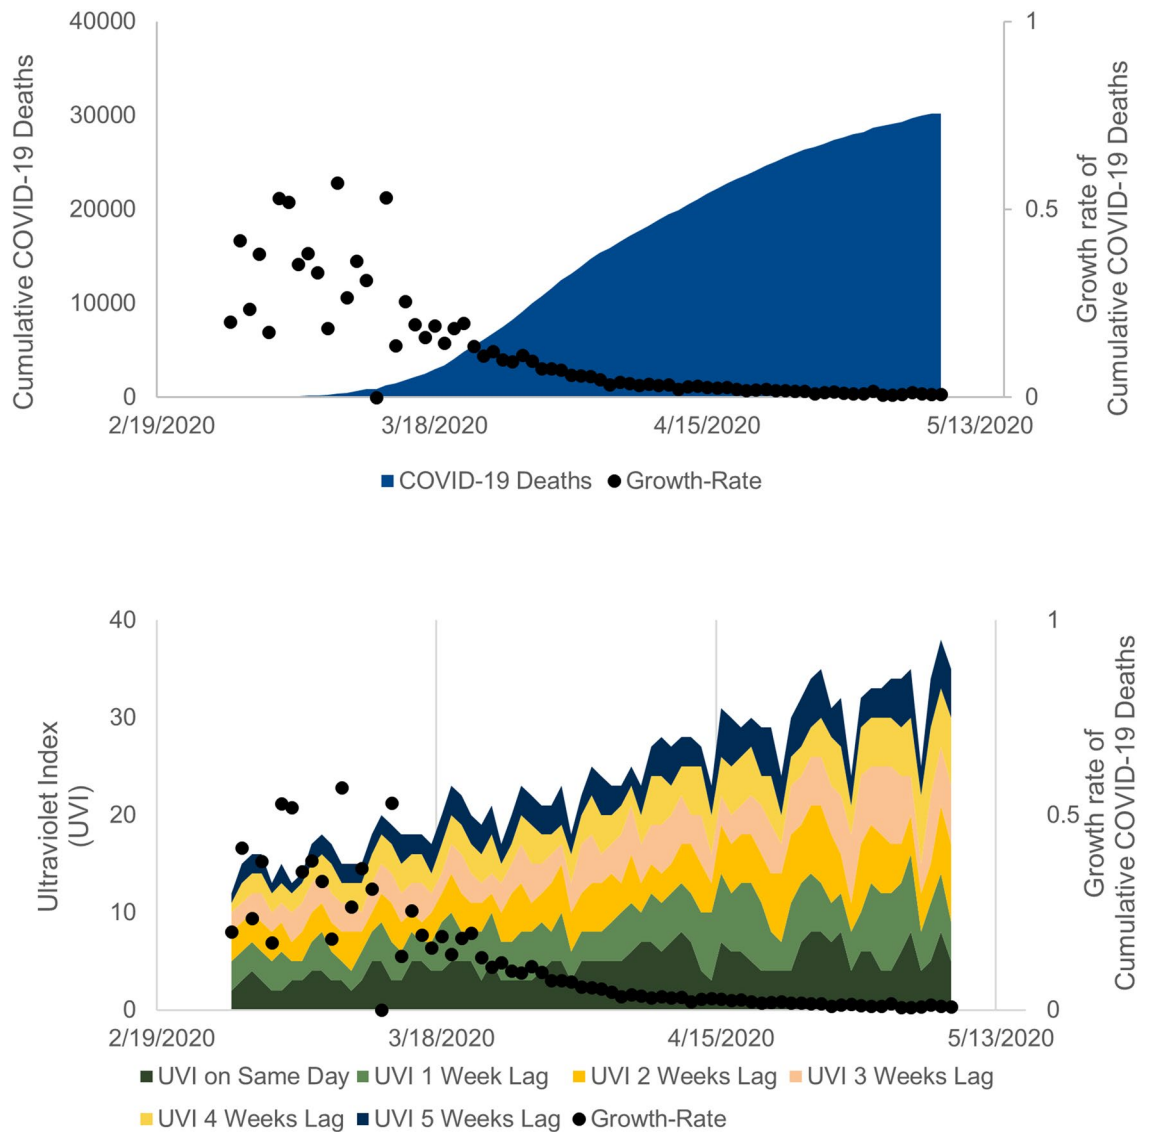 40000
30000
20000
10000
0
1
0.5
0
Cumulative COVID-19 Deaths
Growth rate of
Cumulative COVID-19 Deaths
2/19/2020 3/18/2020 4/15/2020 5/13/2020
COVID-19 Deaths Growth-Rate
40
30
20
10
0
1
0.5
0
Ultraviolet Index
(UVI)
Growth rate of
Cumulative COVID-19 Deaths
2/19/2020 3/18/2020 4/15/2020 5/13/2020
UVI on Same Day UVI 1 Week Lag UVI 2 Weeks Lag UVI 3 Weeks Lag
UVI 4 Weeks Lag UVI 5 Weeks Lag Growth-Rate